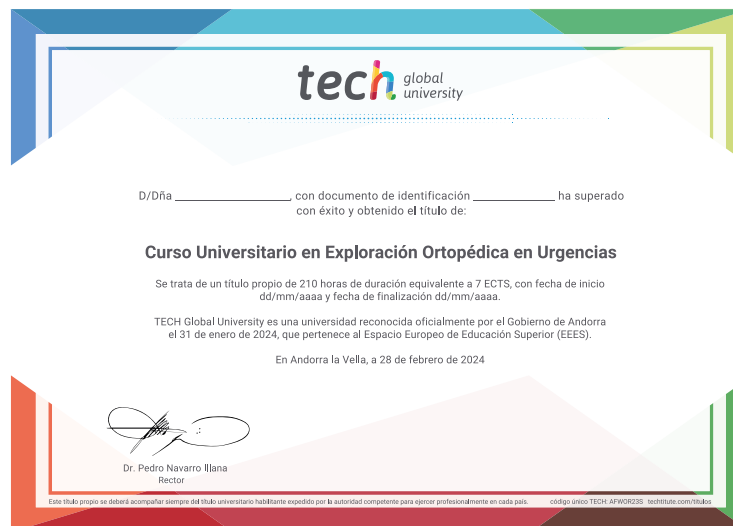 tech global university
D/Dña ______________, con documento de identificación ______________ ha superado
con éxito y obtenido el título de:
Curso Universitario en Exploración Ortopédica en Urgencias
Se trata de un título propio de 210 horas de duración equivalente a 7 ECTS, con fecha de inicio
dd/mm/aaaa y fecha de finalización dd/mm/aaaa.
TECH Global University es una universidad reconocida oficialmente por el Gobierno de Andorra
el 31 de enero de 2024, que pertenece al Espacio Europeo de Educación Superior (EEES).
En Andorra la Vella, a 28 de febrero de 2024
Dr. Pedro Navarro Illana
Rector
Este título propio se deberá acompañar siempre del título universitario habilitante expedido por la autoridad competente para ejercer profesionalmente en cada país. código único TECH: AFWOR23S techtitute.com/titulos